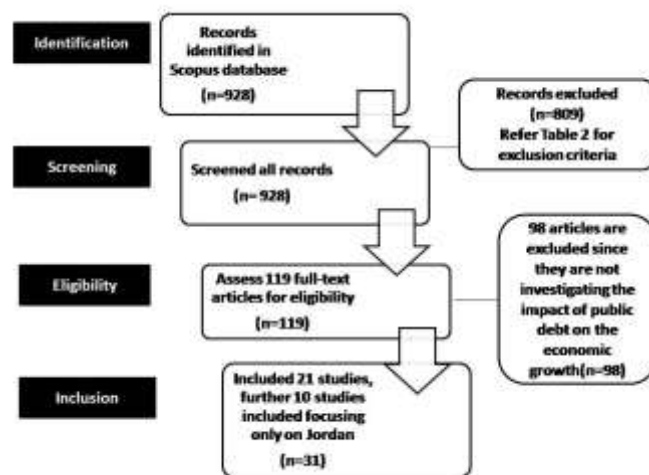 Identification
Records
identified in
Scopus database
(n=928)
Records excluded
(n=809)
Refer Table 2 for
exclusion criteria
Screening
Screened all records
(n= 928)
Eligibility
Assess 119 full-text
articles for eligibility
(n=119)
98 articles are
excluded since
they are not
investigating the
impact of public
debt on the
economic
growth(n=98)
Inclusion
Included 21 studies,
further 10 studies
included focusing
only on Jordan
(n=31)